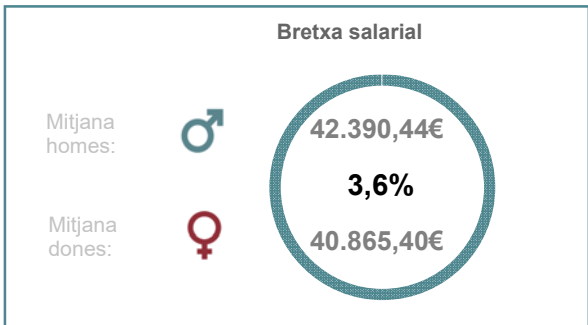 Bretxa salarial
Mitjana
homes:
42.390,44€
3,6%
Mitjana
dones:
40.865,40€